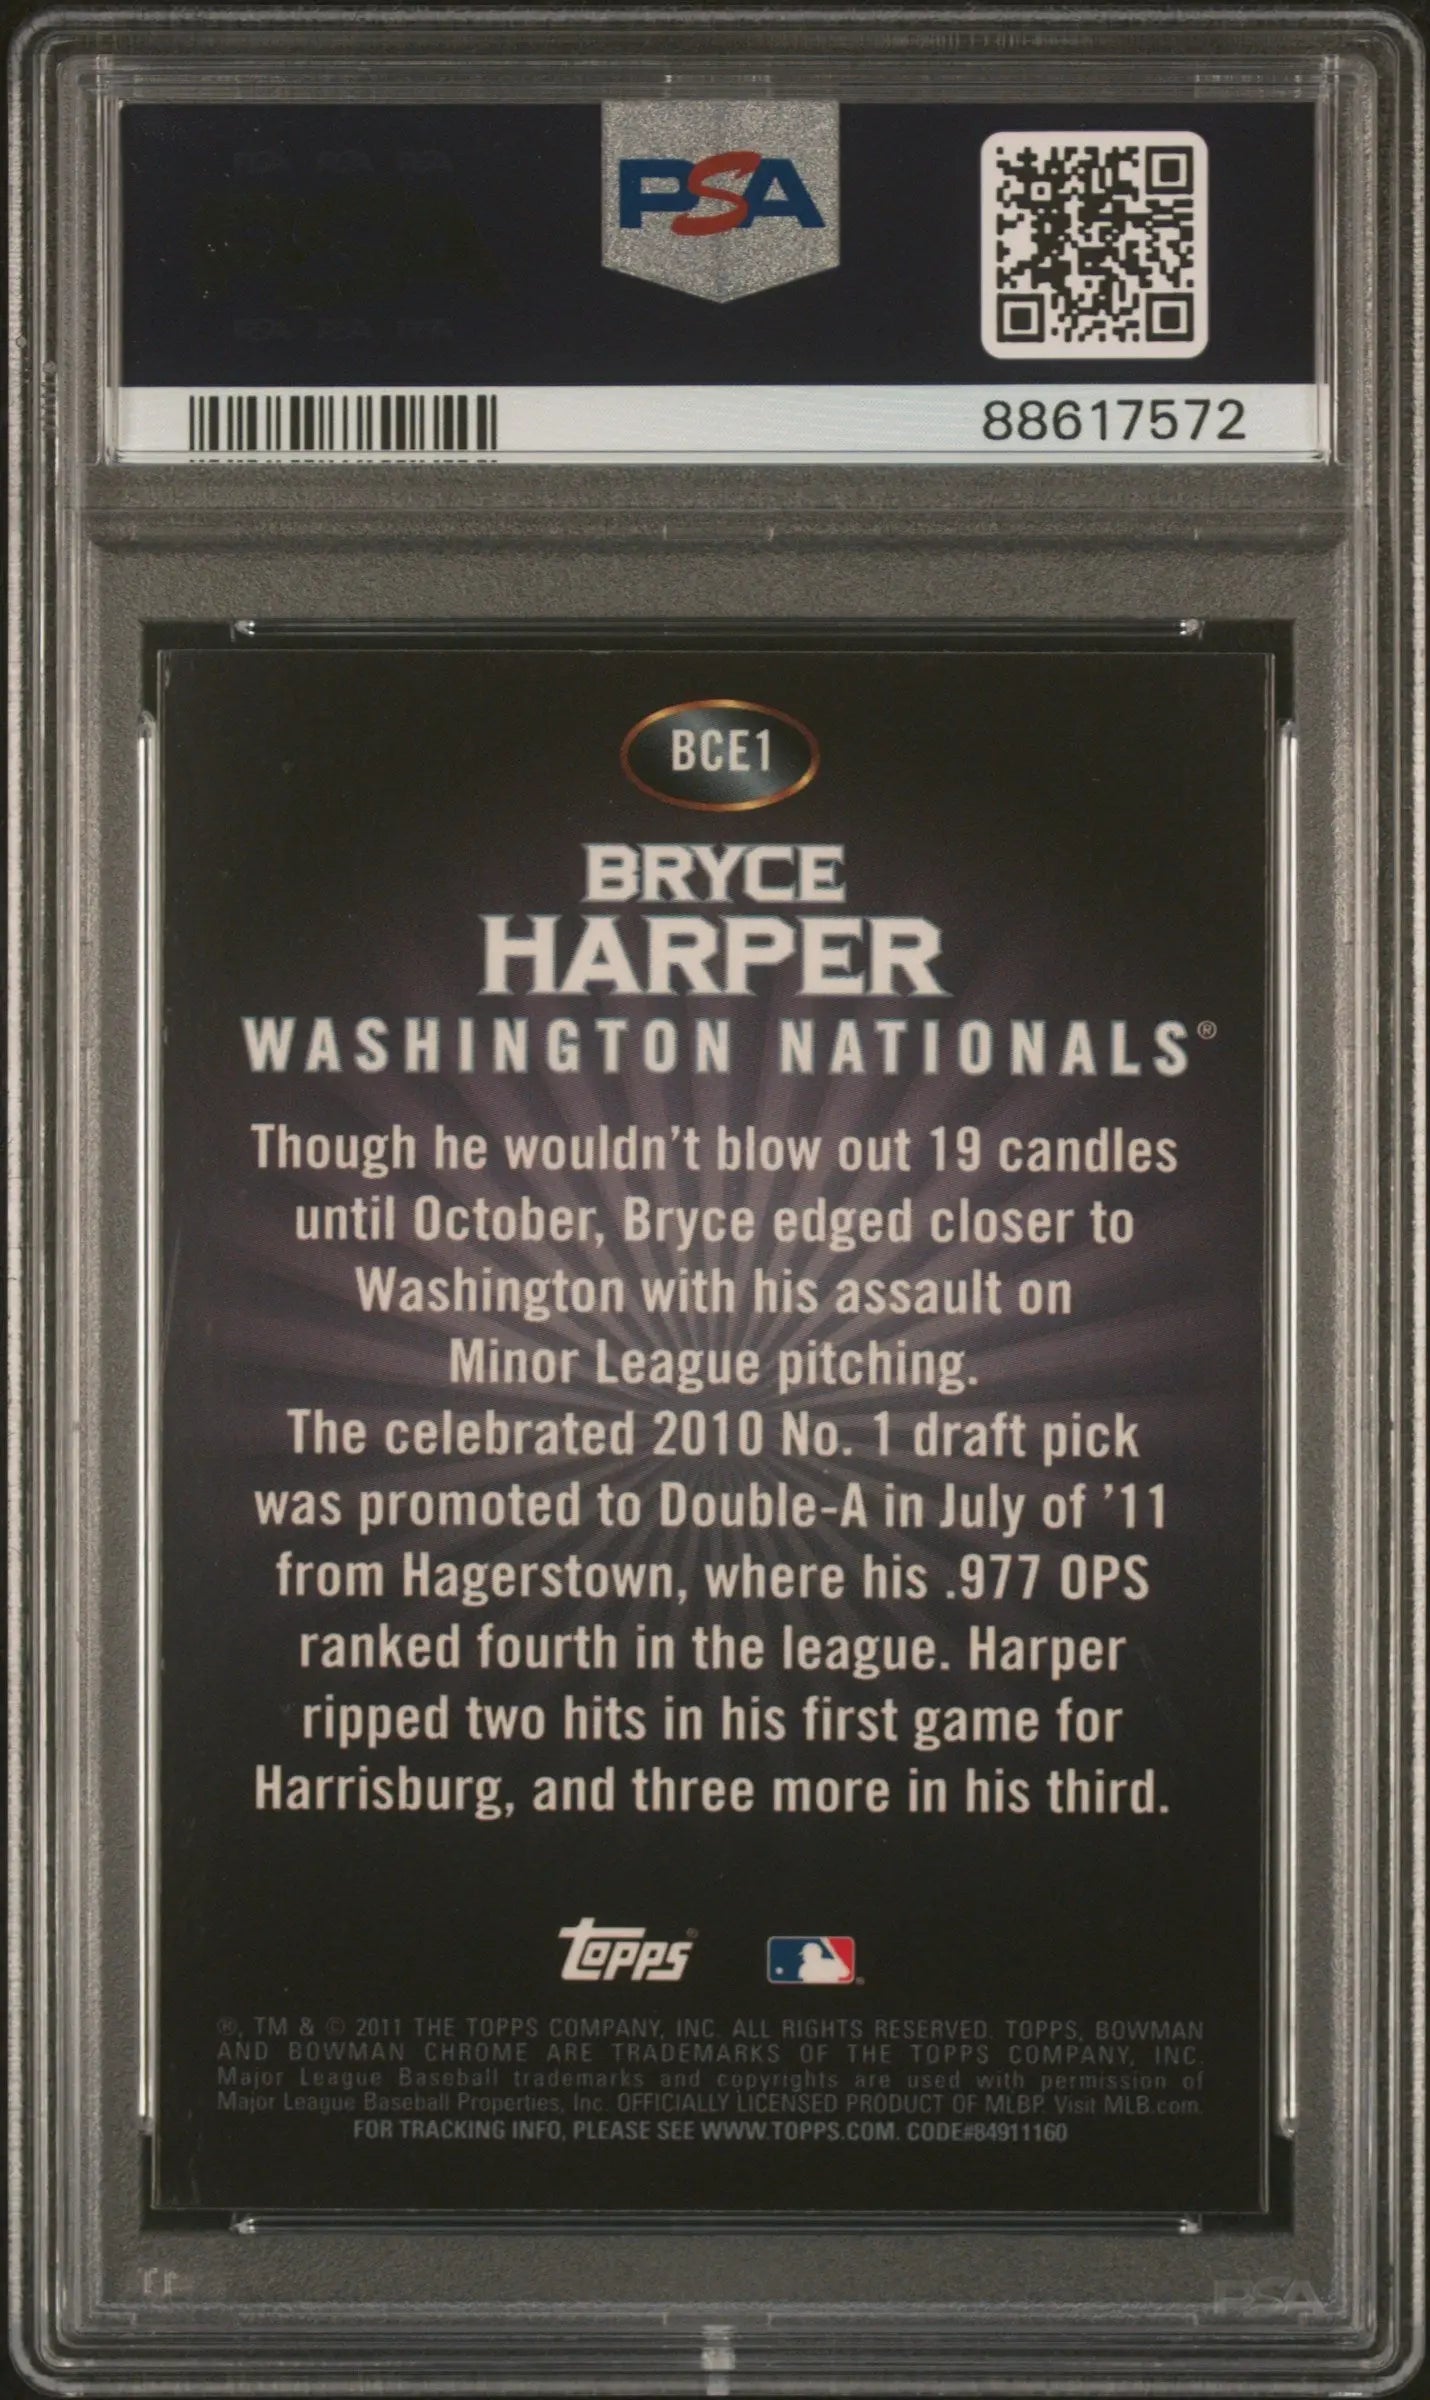 PSA
88617572
BCE1
BRYCE
HARPER
WASHINGTON NATIONALS®
Though he wouldn't blow out 19 candles
until October, Bryce edged closer to
Washington with his assault on
Minor League pitching.
The celebrated 2010 No. 1 draft pick
was promoted to Double-A in July of '11
from Hagerstown, where his .977 OPS
ranked fourth in the league. Harper
ripped two hits in his first game for
Harrisburg, and three more in his third.
Topps®
®, TM & © 2011 THE TOPPS COMPANY, INC. ALL RIGHTS RESERVED. TOPPS, BOWMAN
AND BOWMAN CHROME ARE TRADEMARKS OF THE TOPPS COMPANY, INC.
Major League Baseball trademarks and copyrights are used with permission of
Major League Baseball Properties, Inc. OFFICIALLY LICENSED PRODUCT OF MLBP. Visit MLB.com.
FOR TRACKING INFO, PLEASE SEE WWW.TOPPS.COM. CODE#84911160
PSA